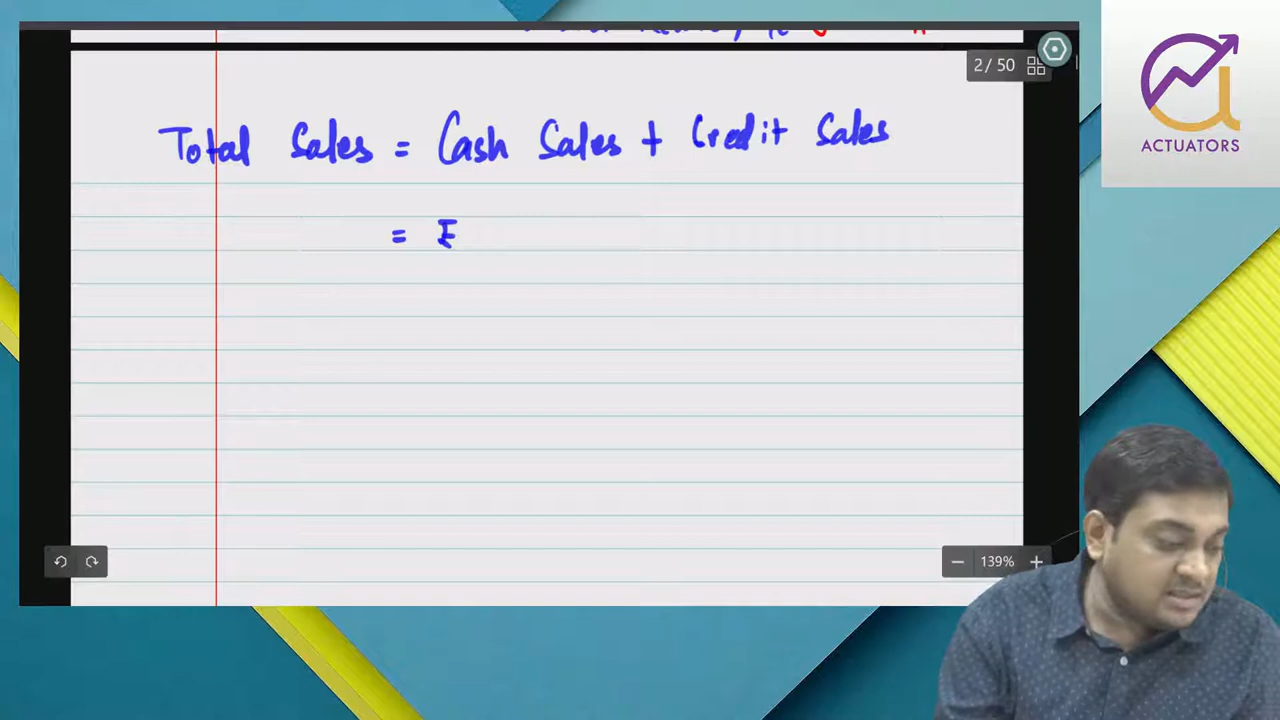 2 / 50
ACTUATORS
Total Sales = Cash Sales + Credit Sales
= ₹
139%